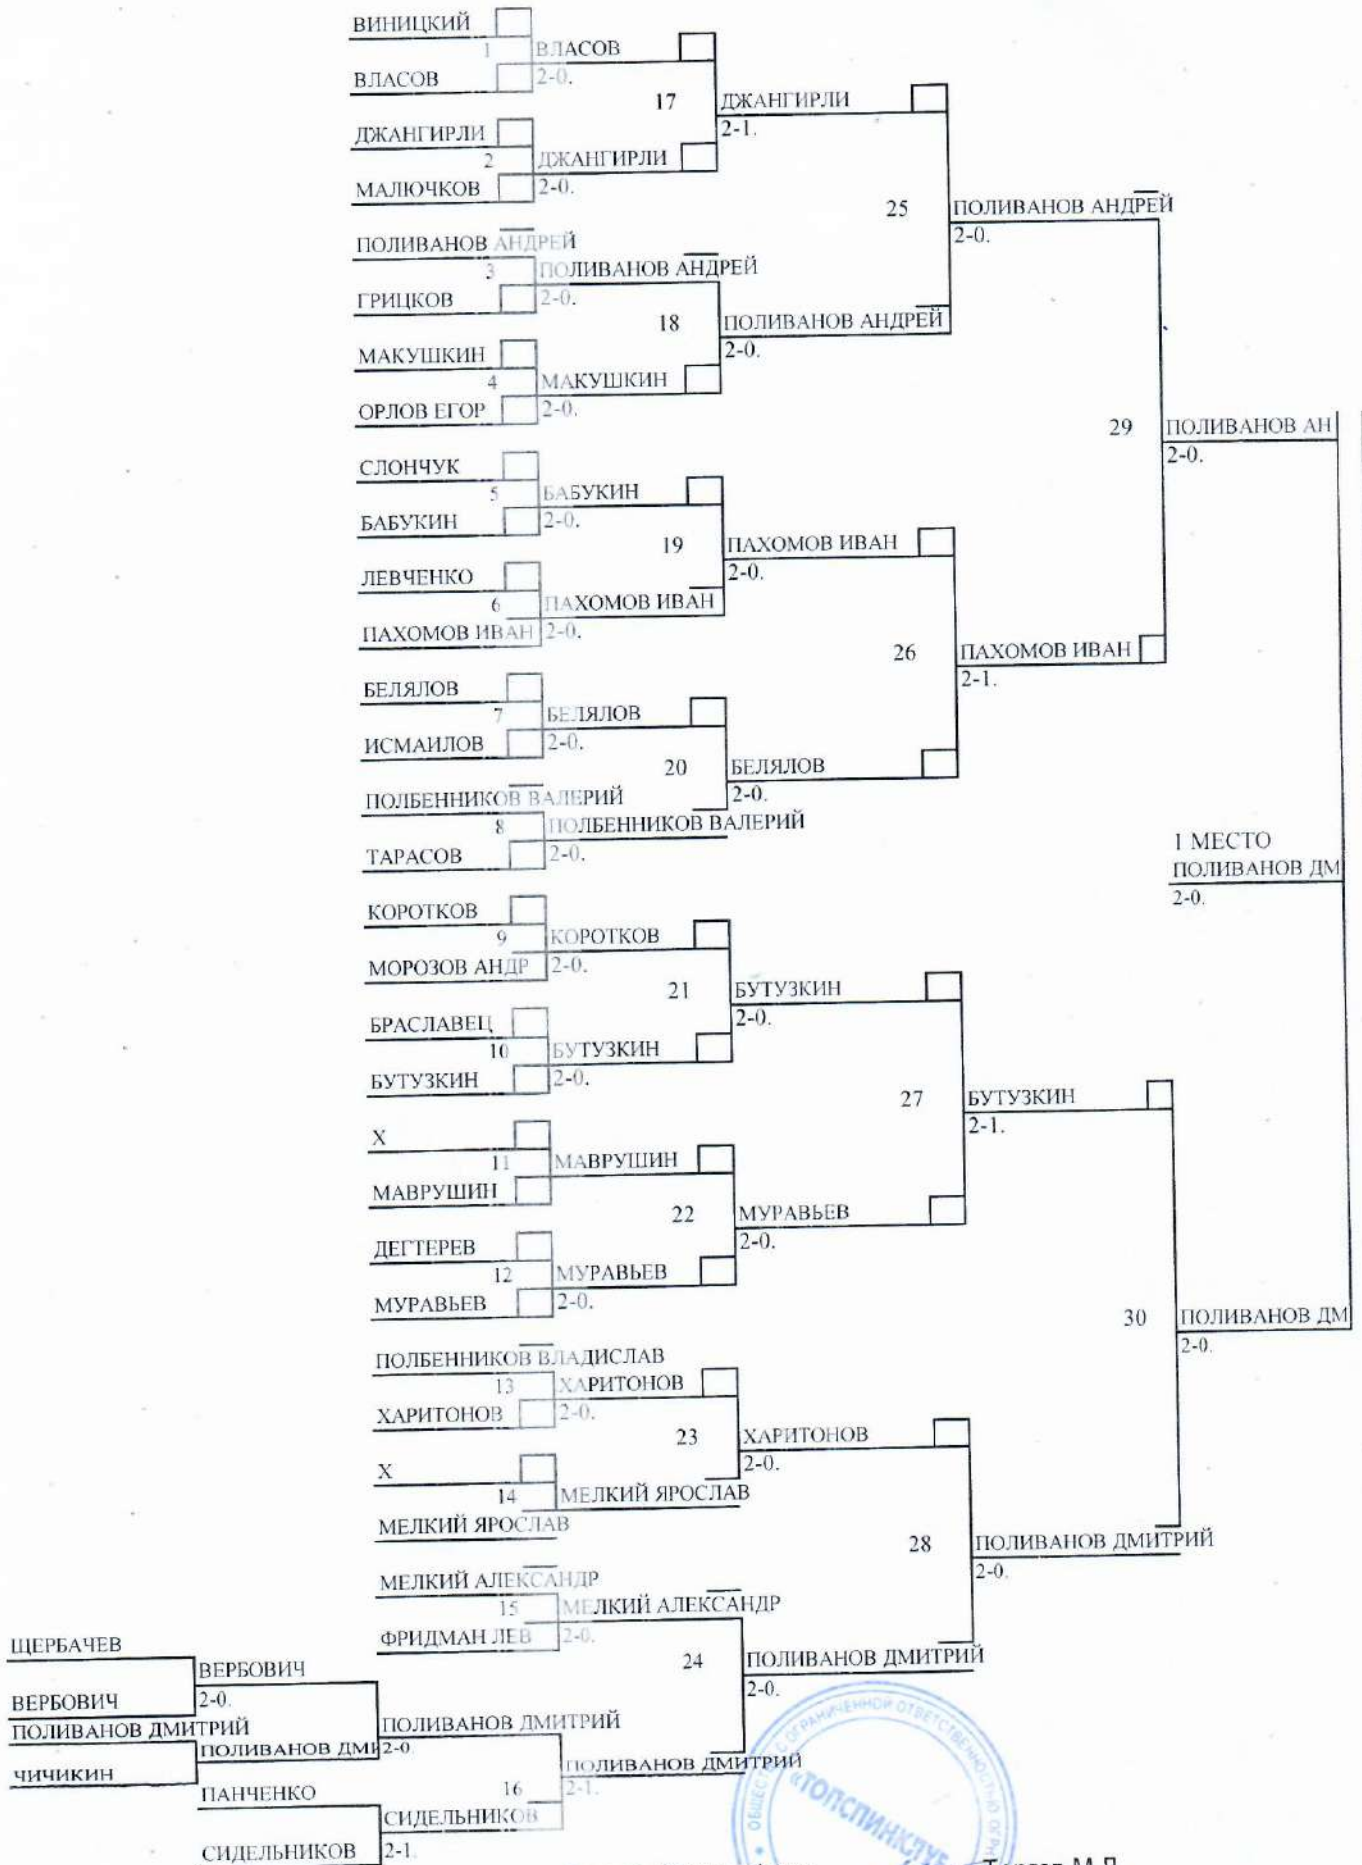 ВИНИЦКИЙ
1 ВЛАСОВ
ВЛАСОВ 2-0.
17 ДЖАНГИРЛИ
2-1.
ДЖАНГИРЛИ
2 ДЖАНГИРЛИ
МАЛЮЧКОВ 2-0.
25 ПОЛИВАНОВ АНДРЕЙ
2-0.
ПОЛИВАНОВ АНДРЕЙ
3 ПОЛИВАНОВ АНДРЕЙ
ГРИЦКОВ 2-0.
18 ПОЛИВАНОВ АНДРЕЙ
2-0.
МАКУШКИН
4 МАКУШКИН
ОРЛОВ ЕГОР 2-0.
29 ПОЛИВАНОВ АН
2-0.
СЛОНЧУК
5 БАБУКИН
БАБУКИН 2-0.
19 ПАХОМОВ ИВАН
2-0.
ЛЕВЧЕНКО
6 ПАХОМОВ ИВАН
ПАХОМОВ ИВАН 2-0.
26 ПАХОМОВ ИВАН
2-1.
БЕЛЯЛОВ
7 БЕЛЯЛОВ
ИСМАИЛОВ 2-0.
20 БЕЛЯЛОВ
2-0.
ПОЛБЕННИКОВ ВАЛЕРИЙ
8 ПОЛБЕННИКОВ ВАЛЕРИЙ
ТАРАСОВ 2-0.
1 МЕСТО
ПОЛИВАНОВ ДМ
2-0.
КОРОТКОВ
9 КОРОТКОВ
МОРОЗОВ АНДР 2-0.
21 БУТУЗКИН
2-0.
БРАСЛАВЕЦ
10 БУТУЗКИН
БУТУЗКИН 2-0.
27 БУТУЗКИН
2-1.
Х
11 МАВРУШИН
МАВРУШИН
22 МУРАВЬЕВ
2-0.
ДЕГТЕРЕВ
12 МУРАВЬЕВ
МУРАВЬЕВ 2-0.
30 ПОЛИВАНОВ ДМ
2-0.
ПОЛБЕННИКОВ ВЛАДИСЛАВ
13 ХАРИТОНОВ
ХАРИТОНОВ 2-0.
23 ХАРИТОНОВ
2-0.
Х
14 МЕЛКИЙ ЯРОСЛАВ
МЕЛКИЙ ЯРОСЛАВ
28 ПОЛИВАНОВ ДМИТРИЙ
2-0.
МЕЛКИЙ АЛЕКСАНДР
15 МЕЛКИЙ АЛЕКСАНДР
ФРИДМАН ЛЕВ 2-0.
24 ПОЛИВАНОВ ДМИТРИЙ
2-0.
ЩЕРБАЧЕВ
ВЕРБОВИЧ
ВЕРБОВИЧ 2-0.
ПОЛИВАНОВ ДМИТРИЙ
ПОЛИВАНОВ ДМИТРИЙ
ПОЛИВАНОВ ДМИ 2-0
ЧИЧИКИН
16 ПОЛИВАНОВ ДМИТРИЙ
2-1.
ПАНЧЕНКО
СИДЕЛЬНИКОВ
СИДЕЛЬНИКОВ 2-1.
ОБЩЕСТВО С ОГРАНИЧЕННОЙ ОТВЕТСТВЕННОСТЬЮ
«ТОПСПИНКЛУБ